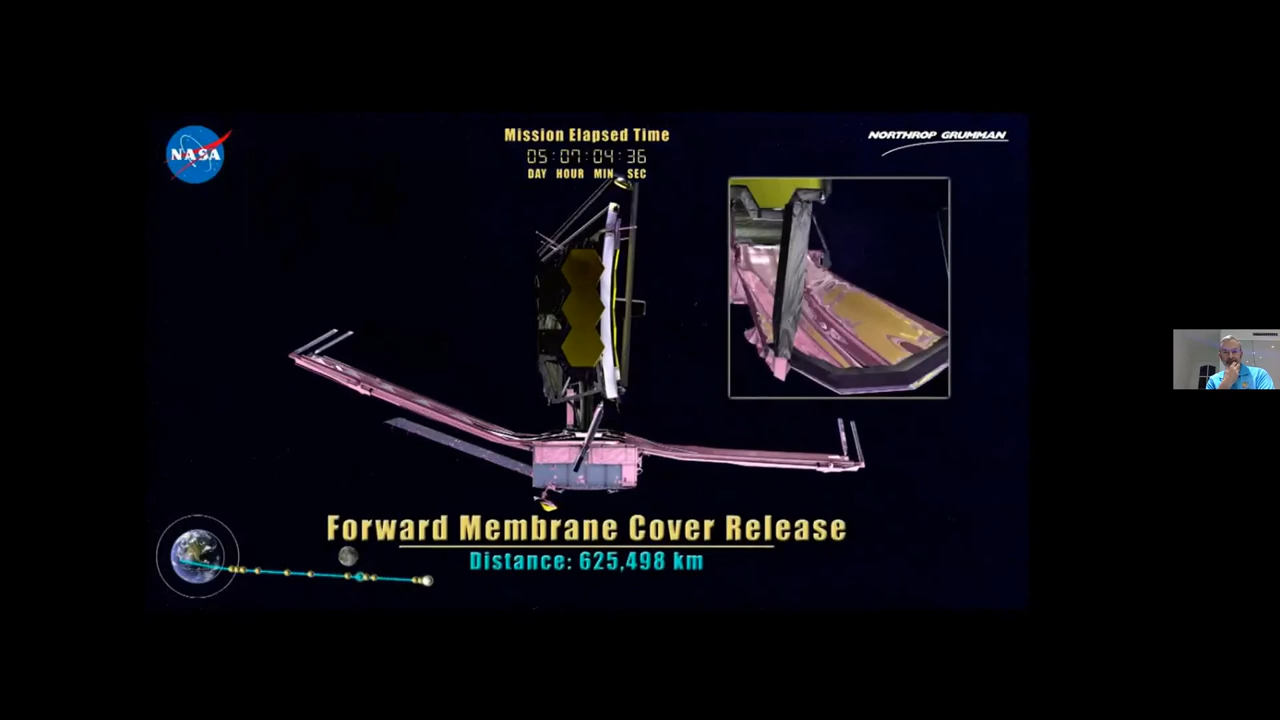 NASA
Mission Elapsed Time
05:07:04:36
DAY HOUR MIN SEC
NORTHROP GRUMMAN
Forward Membrane Cover Release
Distance: 625,498 km